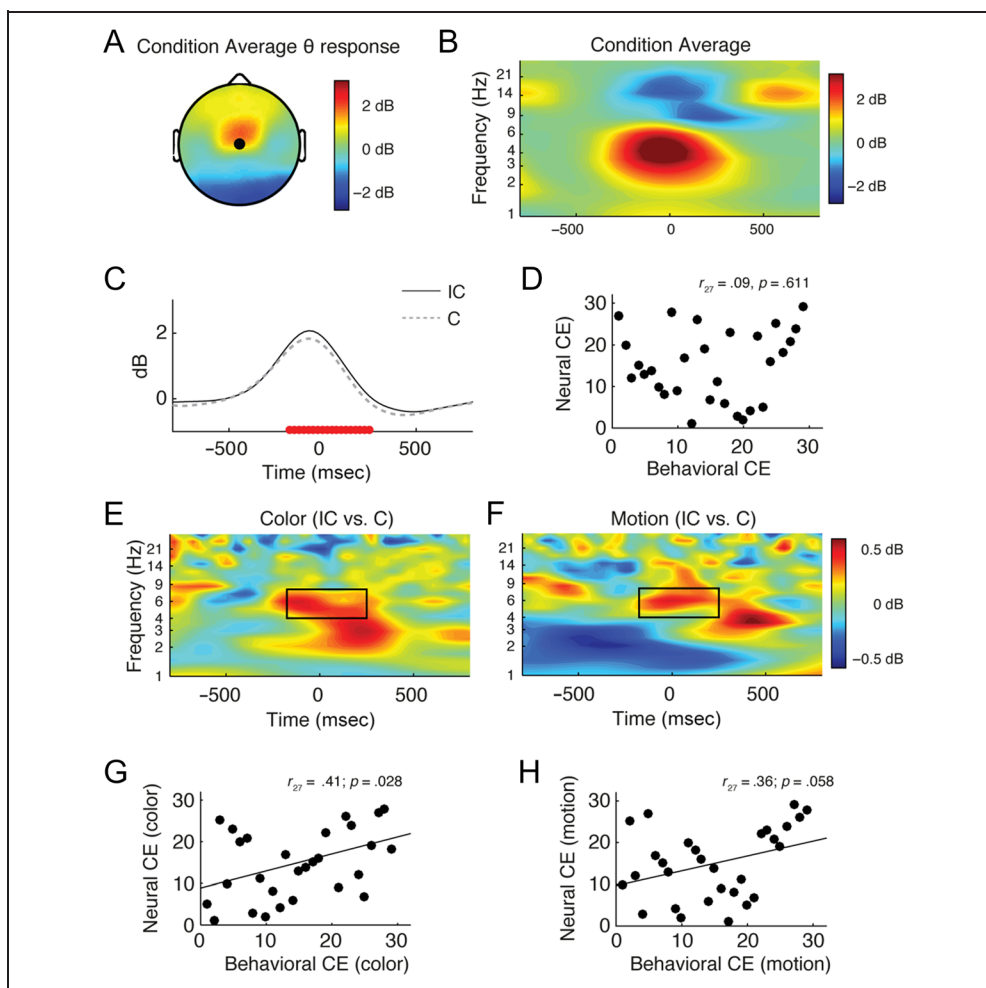 A
Condition Average θ response
2 dB
0 dB
−2 dB
B
Condition Average
Frequency (Hz)
21
14
9
6
4
3
2
1
−500
0
500
2 dB
0 dB
−2 dB
C
IC
C
dB
2
0
−500
0
500
Time (msec)
D
r27 = .09, p = .611
Neural CE)
30
20
10
0
0
10
20
30
Behavioral CE
E
Color (IC vs. C)
Frequency (Hz)
21
14
9
6
4
3
2
1
−500
0
500
Time (msec)
F
Motion (IC vs. C)
21
14
9
6
4
3
2
1
−500
0
500
Time (msec)
0.5 dB
0 dB
−0.5 dB
G
r27 = .41; p = .028
Neural CE (color)
30
20
10
0
0
10
20
30
Behavioral CE (color)
H
r27 = .36; p = .058
Neural CE (motion)
30
20
10
0
0
10
20
30
Behavioral CE (motion)